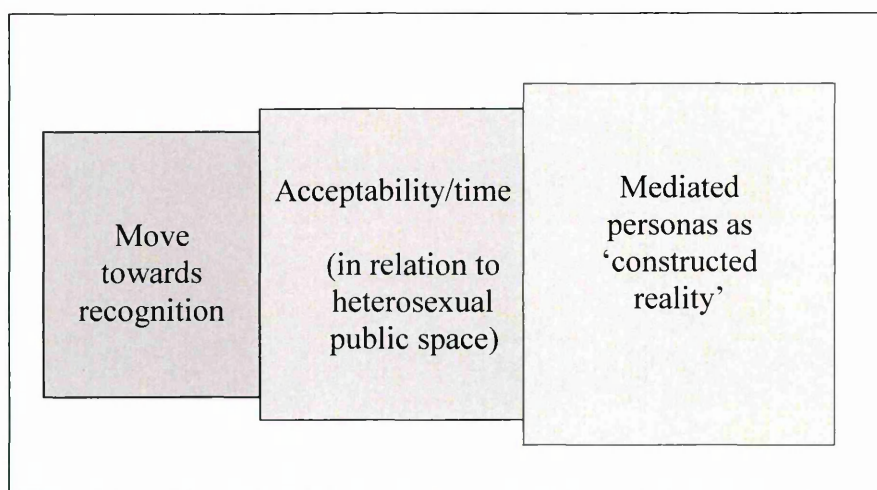 Move
towards
recognition
Acceptability/time
(in relation to
heterosexual
public space)
Mediated
personas as
‘constructed
reality’